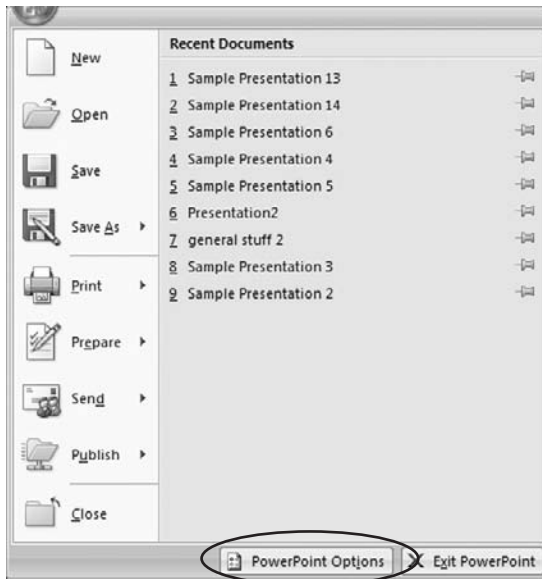 New
Open
Save
Save As
Print
Prepare
Send
Publish
Close
Recent Documents
1 Sample Presentation 13
2 Sample Presentation 14
3 Sample Presentation 6
4 Sample Presentation 4
5 Sample Presentation 5
6 Presentation2
7 general stuff 2
8 Sample Presentation 3
9 Sample Presentation 2
PowerPoint Options
Exit PowerPoint